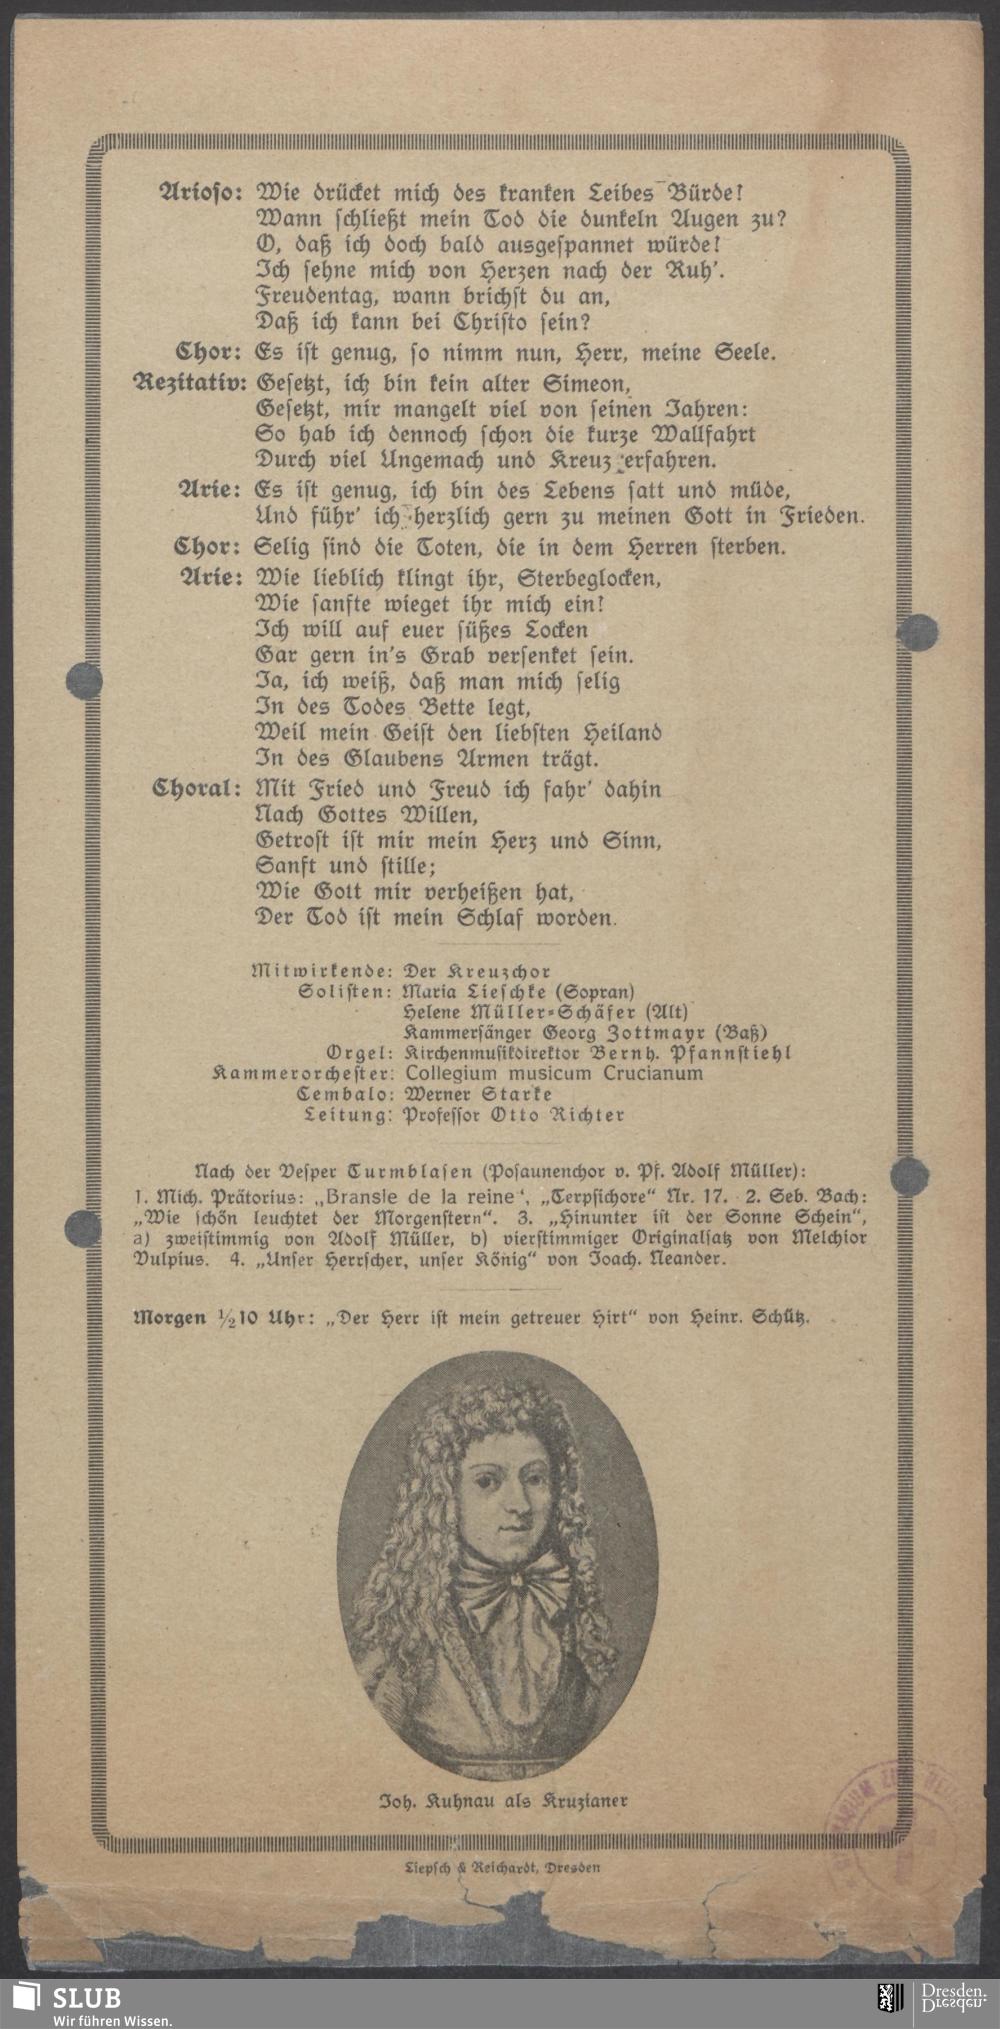 Arioso: Wie drücket mich des kranken Leibes Bürde!
Wann schließt mein Tod die dunkeln Augen zu?
O, daß ich doch bald ausgespannet würde!
Ich sehne mich von Herzen nach der Ruh'.
Freudentag, wann brichst du an,
Daß ich kann bei Christo sein?
Chor: Es ist genug, so nimm nun, Herr, meine Seele.
Rezitativ: Gesetzt, ich bin kein alter Simeon,
Gesetzt, mir mangelt viel von seinen Jahren:
So hab ich dennoch schon die kurze Wallfahrt
Durch viel Ungemach und Kreuz erfahren.
Arie: Es ist genug, ich bin des Lebens satt und müde,
Und führ' ich herzlich gern zu meinen Gott in Frieden.
Chor: Selig sind die Toten, die in dem Herren sterben.
Arie: Wie lieblich klingt ihr, Sterbeglocken,
Wie sanfte wieget ihr mich ein!
Ich will auf euer süßes Locken
Gar gern in's Grab versenket sein.
Ja, ich weiß, daß man mich selig
In des Todes Bette legt,
Weil mein Geist den liebsten Heiland
In des Glaubens Armen trägt.
Choral: Mit Fried und Freud ich fahr' dahin
Nach Gottes Willen,
Getrost ist mir mein Herz und Sinn,
Sanft und stille;
Wie Gott mir verheißen hat,
Der Tod ist mein Schlaf worden.
Mitwirkende: Der Kreuzchor
Solisten: Maria Lieschke (Sopran)
Helene Müller-Schäfer (Alt)
Kammersänger Georg Zottmayr (Baß)
Orgel: Kirchenmusikdirektor Bernh. Pfannstiehl
Kammerorchester: Collegium musicum Crucianum
Cembalo: Werner Starke
Leitung: Professor Otto Richter
Nach der Vesper Turmblasen (Posaunenchor v. Pf. Adolf Müller):
1. Mich. Prätorius: „Bransle de la reine“, „Terpsichore“ Nr. 17. 2. Seb. Bach:
„Wie schön leuchtet der Morgenstern“. 3. „Hinunter ist der Sonne Schein“,
a) zweistimmig von Adolf Müller, b) vierstimmiger Originalsatz von Melchior
Vulpius. 4. „Unser Herrscher, unser König“ von Joach. Neander.
Morgen ½10 Uhr: „Der Herr ist mein getreuer Hirt“ von Heinr. Schütz.
Joh. Kuhnau als Kruzianer
Liepsch & Reichardt, Dresden
SLUB
Wir führen Wissen.
Dresden.
Dresden.